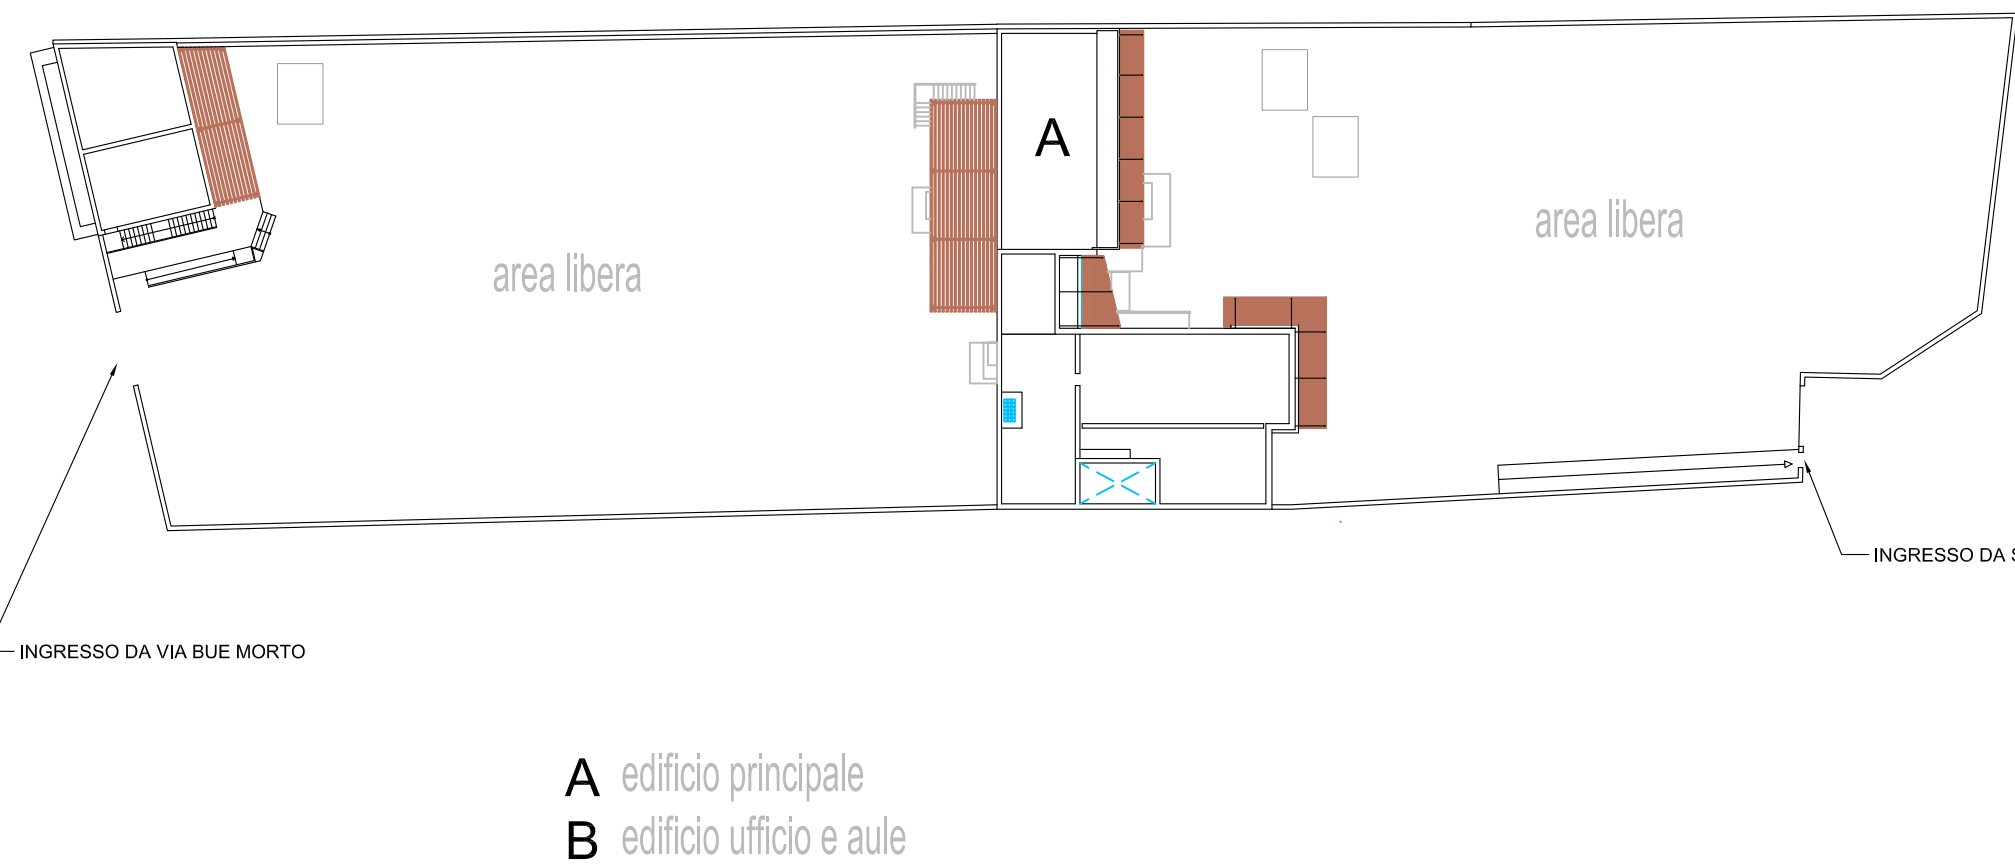 A
area libera
area libera
INGRESSO DA
INGRESSO DA VIA BUE MORTO
A edificio principale
B edificio ufficio e aule